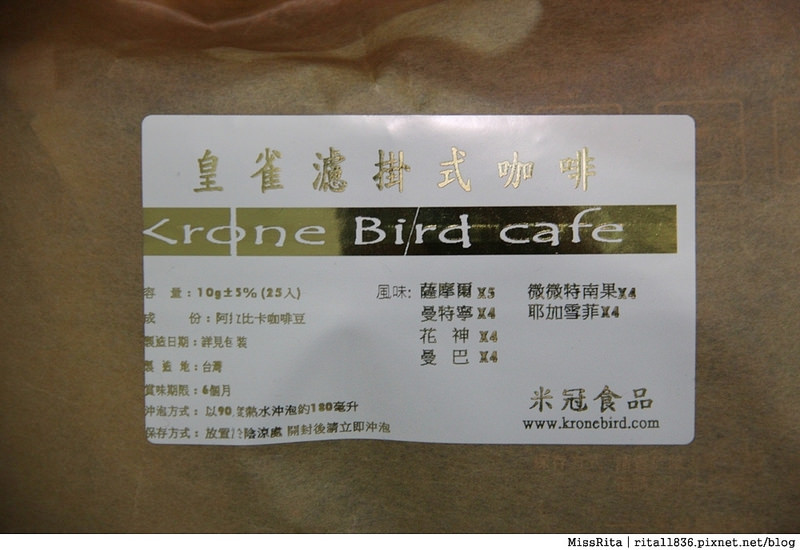 皇雀濾掛式咖啡
Krone Bird cafe
容 量：10g±5% (25入)
成 份：阿拉比卡咖啡豆
製造日期：詳見包裝
製 造 地：台灣
賞味期限：6個月
沖泡方式：以90度熱水沖泡約180毫升
保存方式：放置陰涼處 開封後請立即沖泡
風味: 薩摩爾X5 微微特南果X4
曼特寧X4 耶加雪菲X4
花 神 X4
曼 巴 X4
米冠食品
www.kronebird.com
MissRita | rita11836.pixnet.net/blog